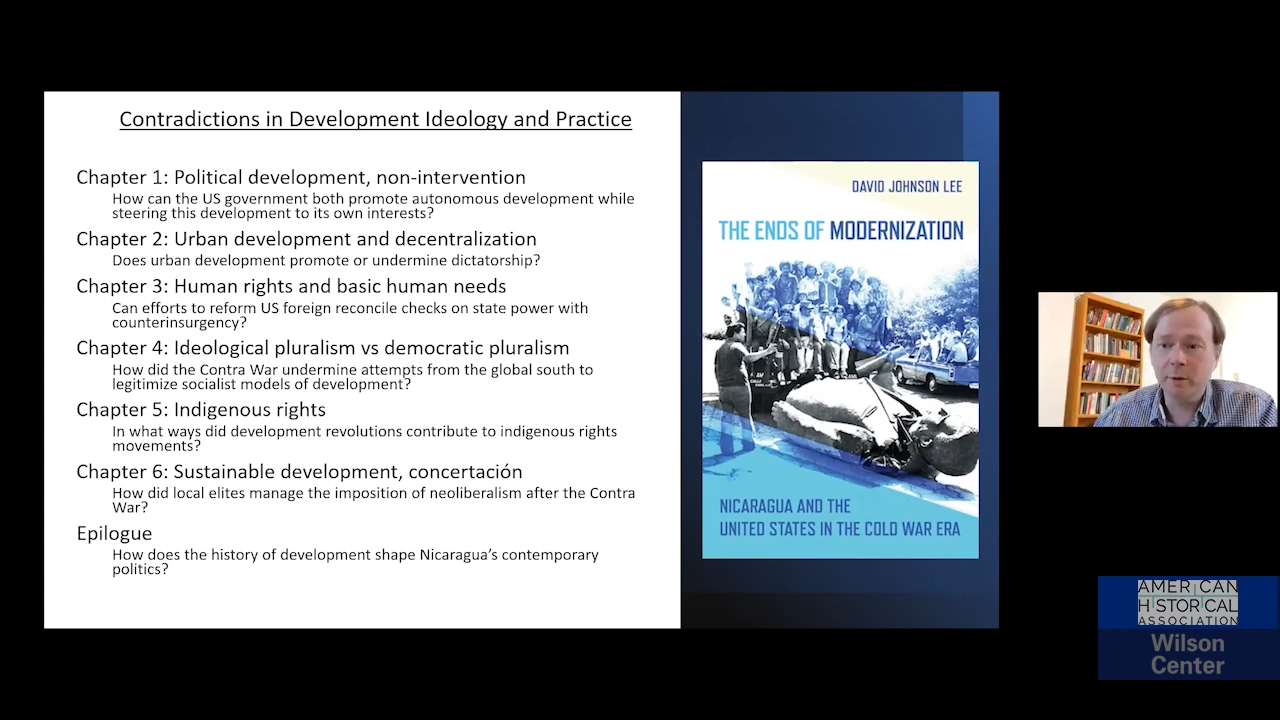 Contradictions in Development Ideology and Practice
Chapter 1: Political development, non-intervention
How can the US government both promote autonomous development while
steering this development to its own interests?
Chapter 2: Urban development and decentralization
Does urban development promote or undermine dictatorship?
Chapter 3: Human rights and basic human needs
Can efforts to reform US foreign reconcile checks on state power with
counterinsurgency?
Chapter 4: Ideological pluralism vs democratic pluralism
How did the Contra War undermine attempts from the global south to
legitimize socialist models of development?
Chapter 5: Indigenous rights
In what ways did development revolutions contribute to indigenous rights
movements?
Chapter 6: Sustainable development, concertación
How did local elites manage the imposition of neoliberalism after the Contra
War?
Epilogue
How does the history of development shape Nicaragua's contemporary
politics?
DAVID JOHNSON LEE
THE ENDS OF MODERNIZATION
NICARAGUA AND THE
UNITED STATES IN THE COLD WAR ERA
AMERICAN
HISTORICAL
ASSOCIATION
Wilson
Center